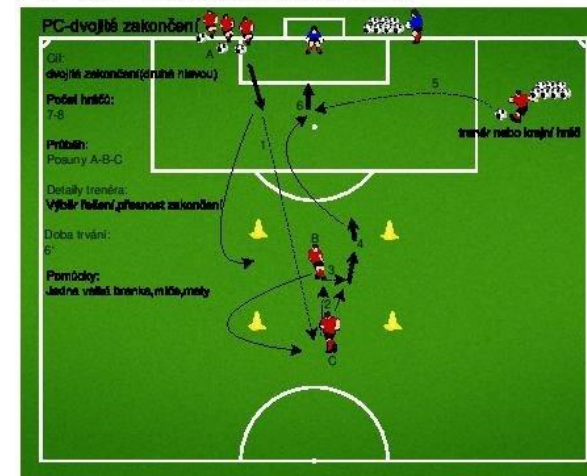 PC-dvojité zakončení
A
Cíl:
dvojité zakončení(druhé hlavou)
Počet hráčů:
7-8
Průběh:
Posuny A-B-C
Detaily trenéra:
Výběr řešení,přesnost zakončení
Doba trvání:
6'
Pomůcky:
Jedna velká branka,míče,mety
5
6
trenér nebo krajní hráč
1
B
4
3
2
C